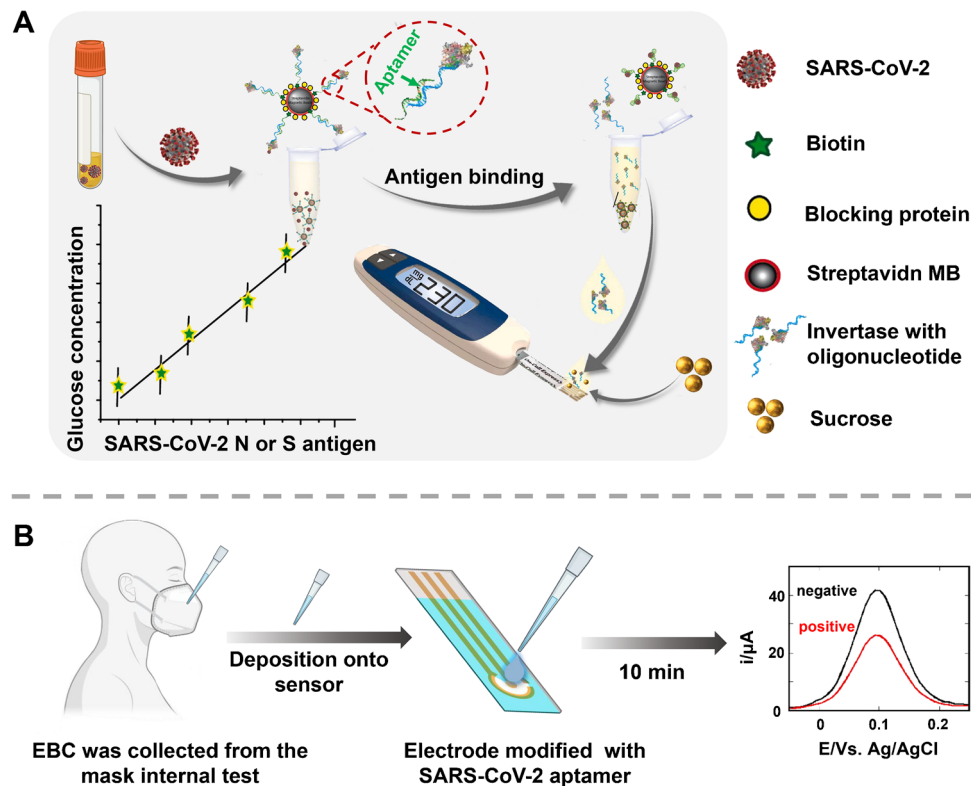 A
Aptamer
Antigen binding
mg
dL
230
Glucose concentration
SARS-CoV-2 N or S antigen
SARS-CoV-2
Biotin
Blocking protein
Streptavidn MB
Invertase with
oligonucleotide
Sucrose
B
Deposition onto
sensor
10 min
EBC was collected from the
mask internal test
Electrode modified with
SARS-CoV-2 aptamer
negative
positive
i/µA
40
20
0
0
0.1
0.2
E/Vs. Ag/AgCl